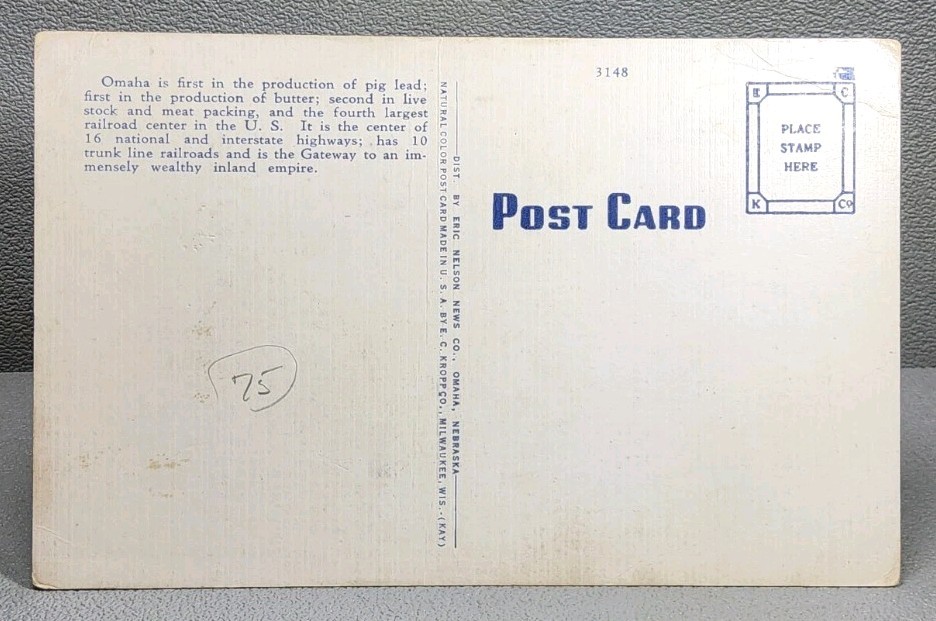 Omaha is first in the production of pig lead;
first in the production of butter; second in live
stock and meat packing, and the fourth largest
railroad center in the U. S. It is the center of
16 national and interstate highways; has 10
trunk line railroads and is the Gateway to an im-
mensely wealthy inland empire.
75
NATURAL COLOR POST CARD MADE IN U. S. A. BY E. C. KROPP CO., MILWAUKEE, WIS.-(KAY)
DIST. BY ERIC NELSON NEWS CO., OMAHA, NEBRASKA
3148
POST CARD
E C
PLACE
STAMP
HERE
K Co